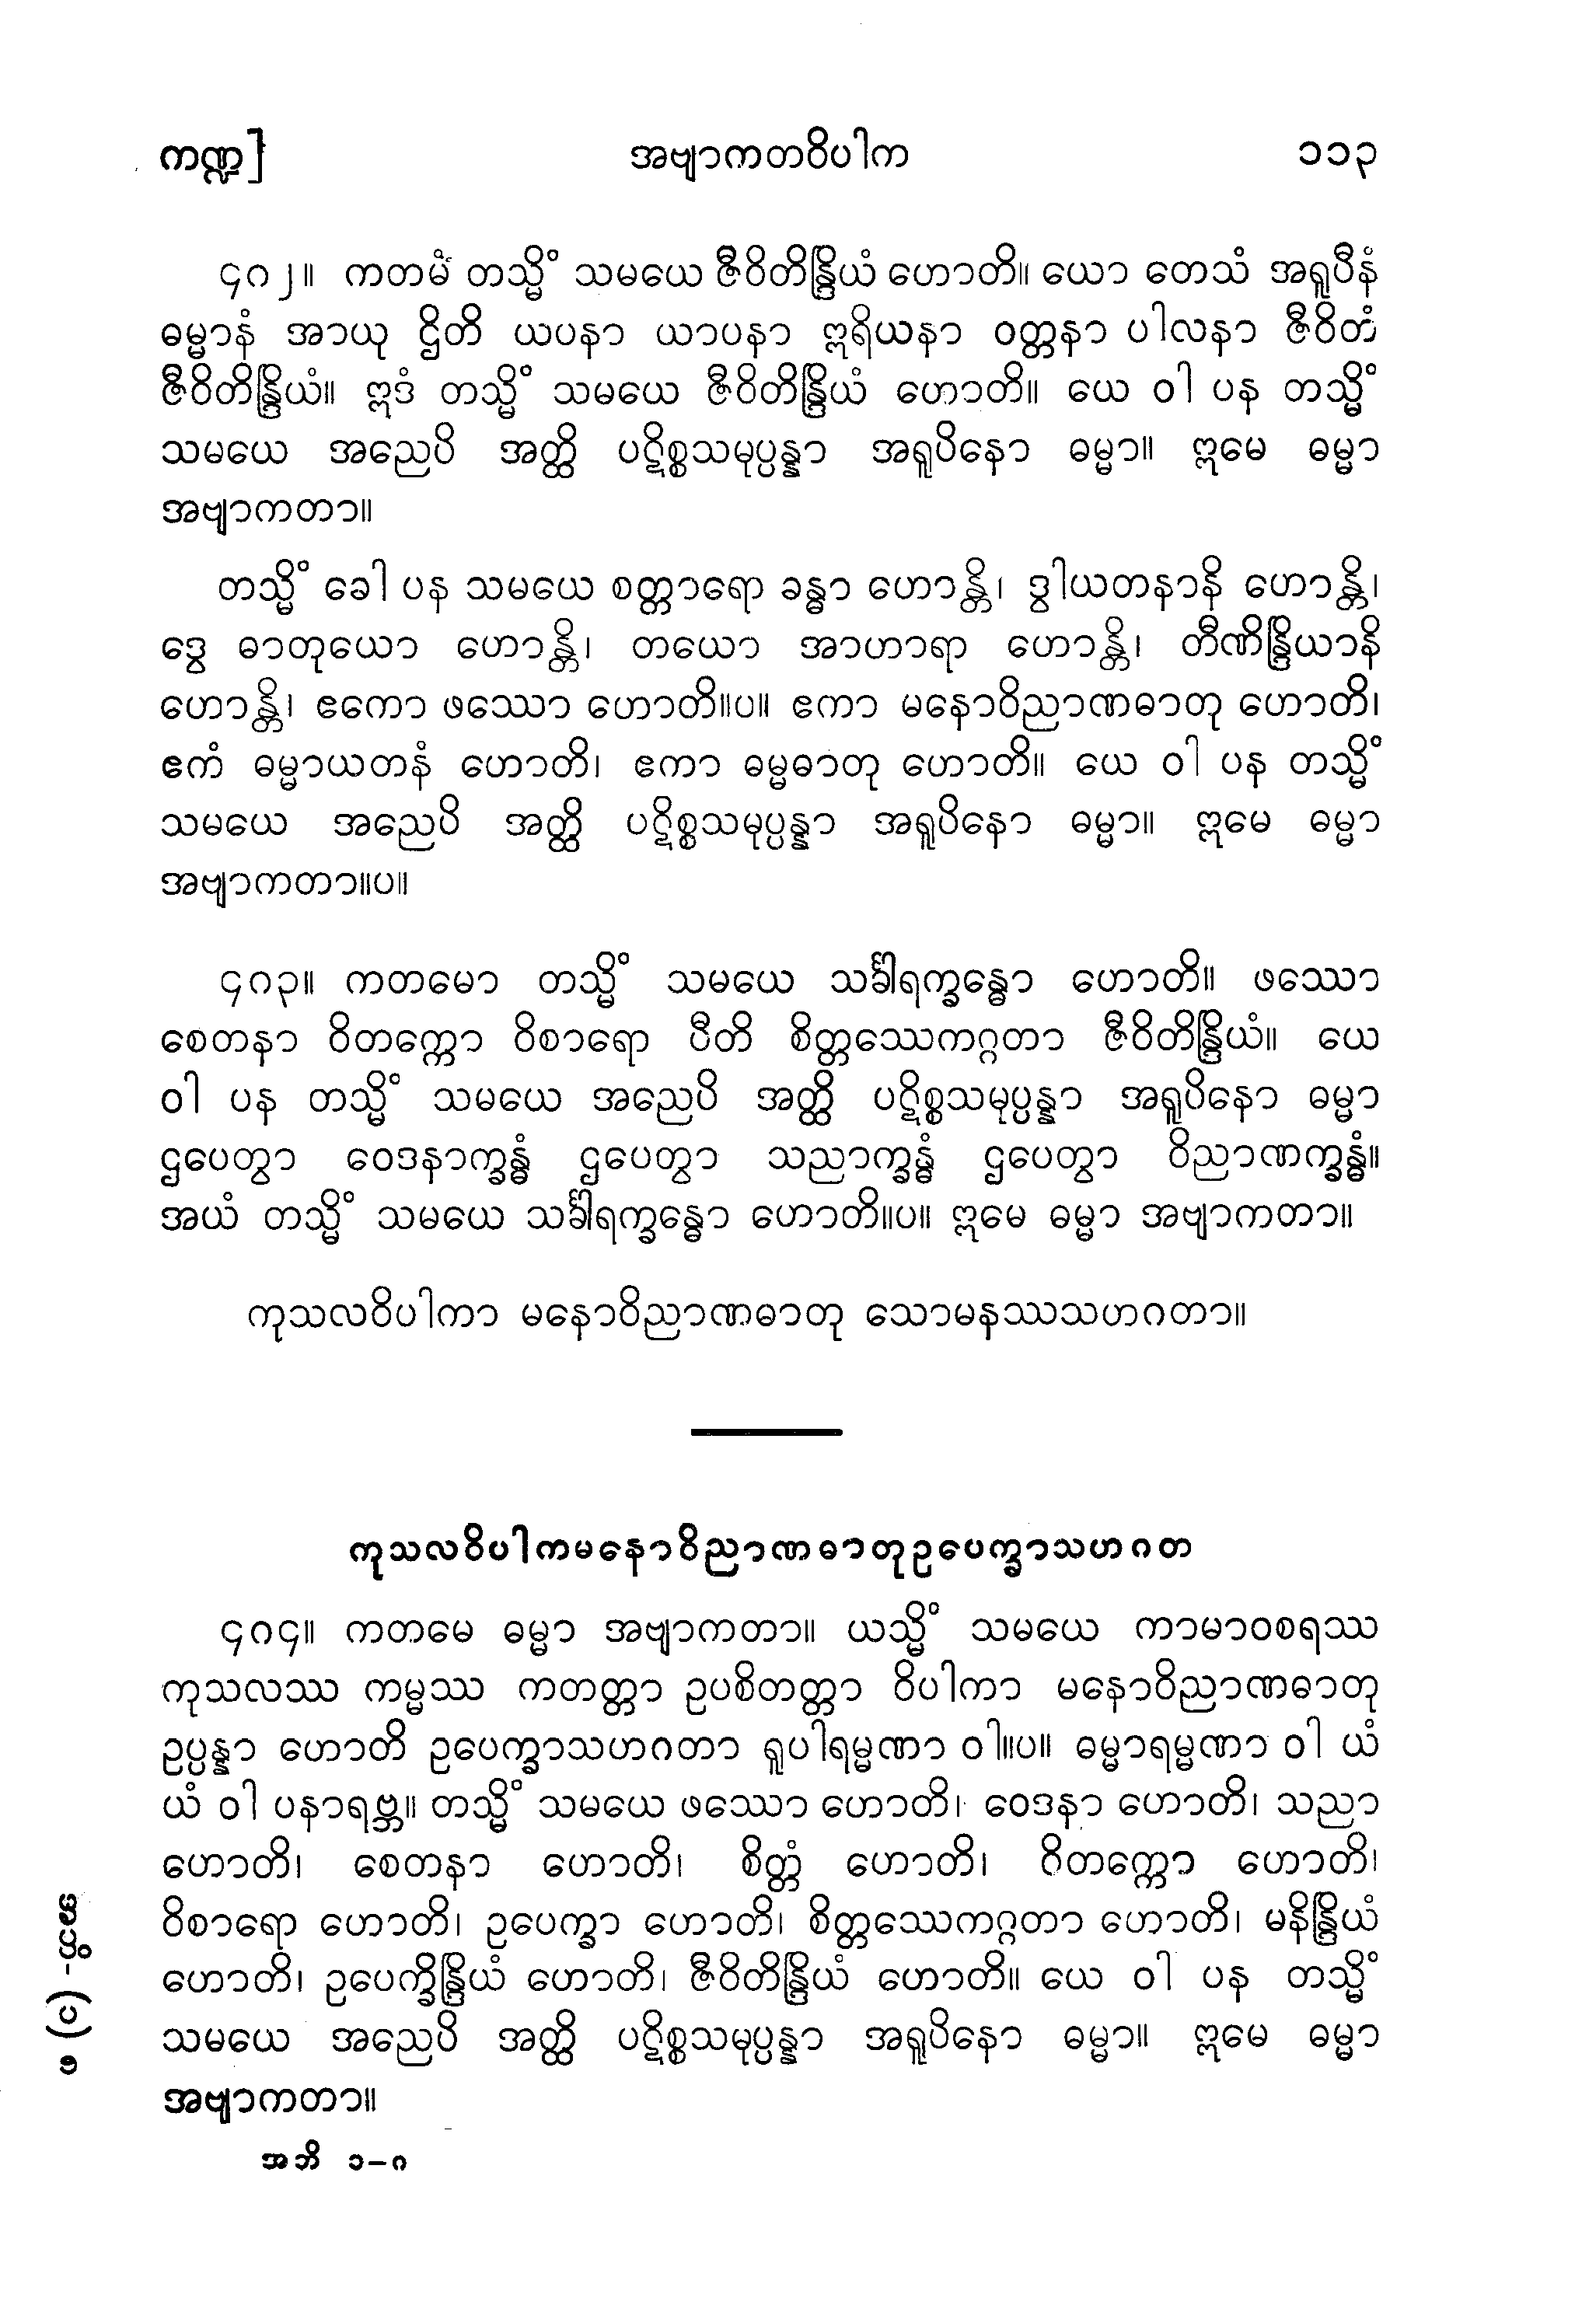 ကဏ္ဍ] အဗျာကတဝိပါက ၁၁၃
၄၈၂။ ကတမံ တသ္မိံ သမယေ ဇီဝိတိန္ဒြိယံ ဟောတိ။ ယော တေသံ အရူပီနံ
ဓမ္မာနံ အာယု ဌိတိ ယပနာ ယာပနာ ဣရိယနာ ဝတ္တနာ ပါလနာ ဇီဝိတံ
ဇီဝိတိန္ဒြိယံ။ ဣဒံ တသ္မိံ သမယေ ဇီဝိတိန္ဒြိယံ ဟောတိ။ ယေ ဝါ ပန တသ္မိံ
သမယေ အညေပိ အတ္ထိ ပဋိစ္စသမုပ္ပန္နာ အရူပိနော ဓမ္မာ။ ဣမေ ဓမ္မာ
အဗျာကတာ။
တသ္မိံ ခေါ ပန သမယေ စတ္တာရော ခန္ဓာ ဟောန္တိ၊ ဒွါယတနာနိ ဟောန္တိ၊
ဒွေ ဓာတုယော ဟောန္တိ၊ တယော အာဟာရာ ဟောန္တိ၊ တီဏိန္ဒြိယာနိ
ဟောန္တိ၊ ဧကော ဖဿော ဟောတိ။ပ။ ဧကာ မနောဝိညာဏဓာတု ဟောတိ၊
ဧကံ ဓမ္မာယတနံ ဟောတိ၊ ဧကာ ဓမ္မဓာတု ဟောတိ။ ယေ ဝါ ပန တသ္မိံ
သမယေ အညေပိ အတ္ထိ ပဋိစ္စသမုပ္ပန္နာ အရူပိနော ဓမ္မာ။ ဣမေ ဓမ္မာ
အဗျာကတာ။ပ။
၄၈၃။ ကတမော တသ္မိံ သမယေ သင်္ခါရက္ခန္ဓော ဟောတိ။ ဖဿော
စေတနာ ဝိတက္ကော ဝိစာရော ပီတိ စိတ္တဿေကဂ္ဂတာ ဇီဝိတိန္ဒြိယံ။ ယေ
ဝါ ပန တသ္မိံ သမယေ အညေပိ အတ္ထိ ပဋိစ္စသမုပ္ပန္နာ အရူပိနော ဓမ္မာ
ဌပေတွာ ဝေဒနာက္ခန္ဓံ ဌပေတွာ သညာက္ခန္ဓံ ဌပေတွာ ဝိညာဏက္ခန္ဓံ။
အယံ တသ္မိံ သမယေ သင်္ခါရက္ခန္ဓော ဟောတိ။ပ။ ဣမေ ဓမ္မာ အဗျာကတာ။
ကုသလဝိပါကာ မနောဝိညာဏဓာတု သောမနဿသဟဂတာ။
ကုသလဝိပါကမနောဝိညာဏဓာတုဥပေက္ခာသဟဂတ
၄၈၄။ ကတမေ ဓမ္မာ အဗျာကတာ။ ယသ္မိံ သမယေ ကာမာဝစရဿ
ကုသလဿ ကမ္မဿ ကတတ္တာ ဥပစိတတ္တာ ဝိပါကာ မနောဝိညာဏဓာတု
ဥပ္ပန္နာ ဟောတိ ဥပေက္ခာသဟဂတာ ရူပါရမ္မဏာ ဝါ။ပ။ ဓမ္မာရမ္မဏာ ဝါ ယံ
ယံ ဝါ ပနာရဗ္ဘ။ တသ္မိံ သမယေ ဖဿော ဟောတိ၊ ဝေဒနာ ဟောတိ၊ သညာ
ဟောတိ၊ စေတနာ ဟောတိ၊ စိတ္တံ ဟောတိ၊ ဝိတက္ကော ဟောတိ၊
ဝိစာရော ဟောတိ၊ ဥပေက္ခာ ဟောတိ၊ စိတ္တဿေကဂ္ဂတာ ဟောတိ၊ မနိန္ဒြိယံ
ဟောတိ၊ ဥပေက္ခိန္ဒြိယံ ဟောတိ၊ ဇီဝိတိန္ဒြိယံ ဟောတိ။ ယေ ဝါ ပန တသ္မိံ
သမယေ အညေပိ အတ္ထိ ပဋိစ္စသမုပ္ပန္နာ အရူပိနော ဓမ္မာ။ ဣမေ ဓမ္မာ
အဗျာကတာ။
အဘိ ၁–၈